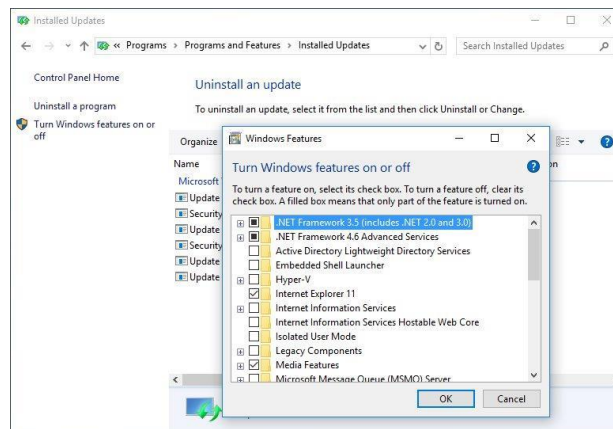 Installed Updates
« Programs > Programs and Features > Installed Updates
Search Installed Updates
Control Panel Home
Uninstall a program
Turn Windows features on or
off
Uninstall an update
To uninstall an update, select it from the list and then click Uninstall or Change.
Organize
Name
Microsoft
Update
Security
Update
Security
Update
Update
Windows Features
Turn Windows features on or off
To turn a feature on, select its check box. To turn a feature off, clear its
check box. A filled box means that only part of the feature is turned on.
.NET Framework 3.5 (includes .NET 2.0 and 3.0)
.NET Framework 4.6 Advanced Services
Active Directory Lightweight Directory Services
Embedded Shell Launcher
Hyper-V
Internet Explorer 11
Internet Information Services
Internet Information Services Hostable Web Core
Isolated User Mode
Legacy Components
Media Features
Microsoft Message Queue (MSMQ) Server
OK
Cancel